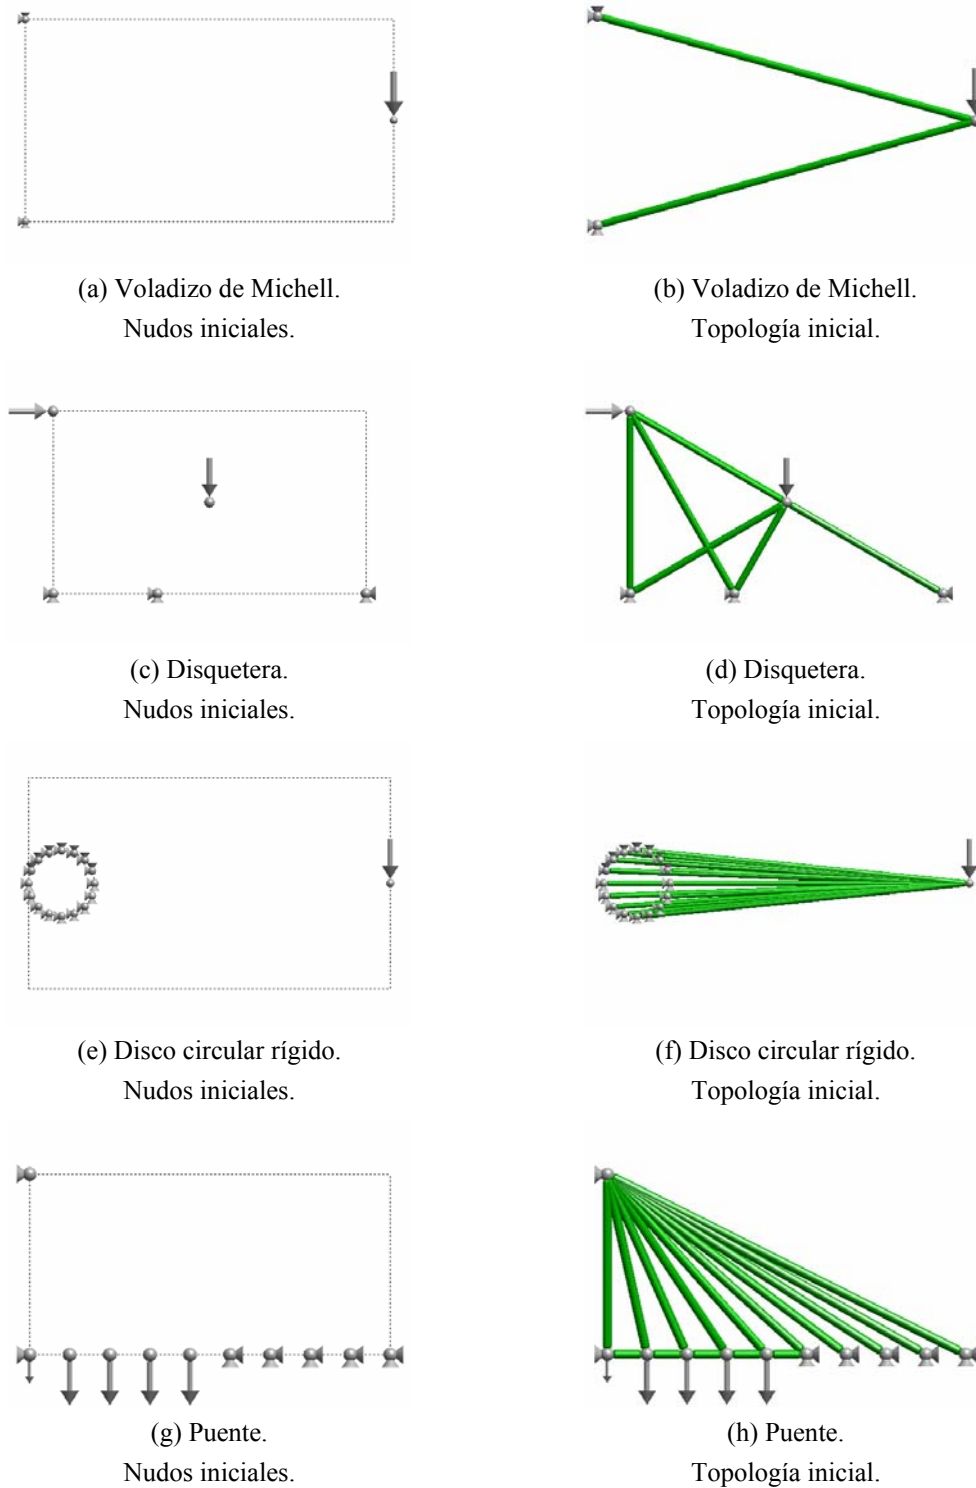 (a) Voladizo de Michell.
Nudos iniciales.
(b) Voladizo de Michell.
Topología inicial.
(c) Disquetera.
Nudos iniciales.
(d) Disquetera.
Topología inicial.
(e) Disco circular rígido.
Nudos iniciales.
(f) Disco circular rígido.
Topología inicial.
(g) Puente.
Nudos iniciales.
(h) Puente.
Topología inicial.